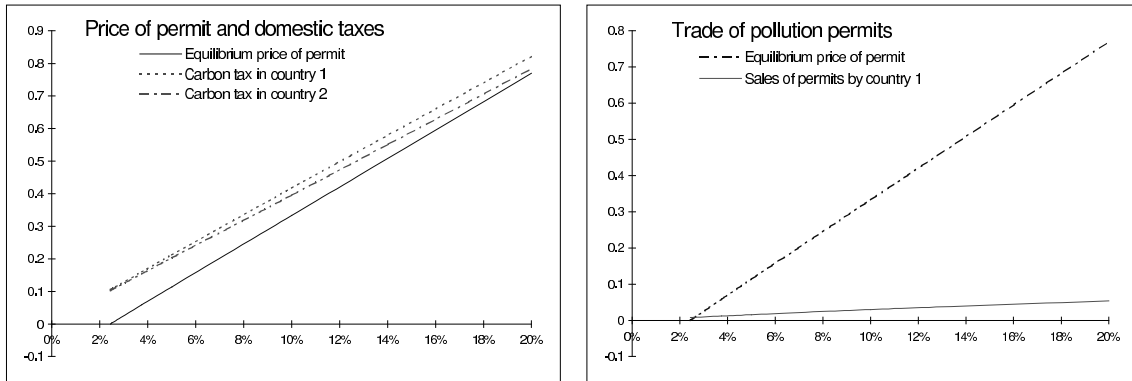 Price of permit and domestic taxes
Equilibrium price of permit
Carbon tax in country 1
Carbon tax in country 2
0.9
0.8
0.7
0.6
0.5
0.4
0.3
0.2
0.1
0
-0.1
0% 2% 4% 6% 8% 10% 12% 14% 16% 18% 20%
Trade of pollution permits
Equilibrium price of permit
Sales of permits by country 1
0.8
0.7
0.6
0.5
0.4
0.3
0.2
0.1
0
-0.1
0% 2% 4% 6% 8% 10% 12% 14% 16% 18% 20%